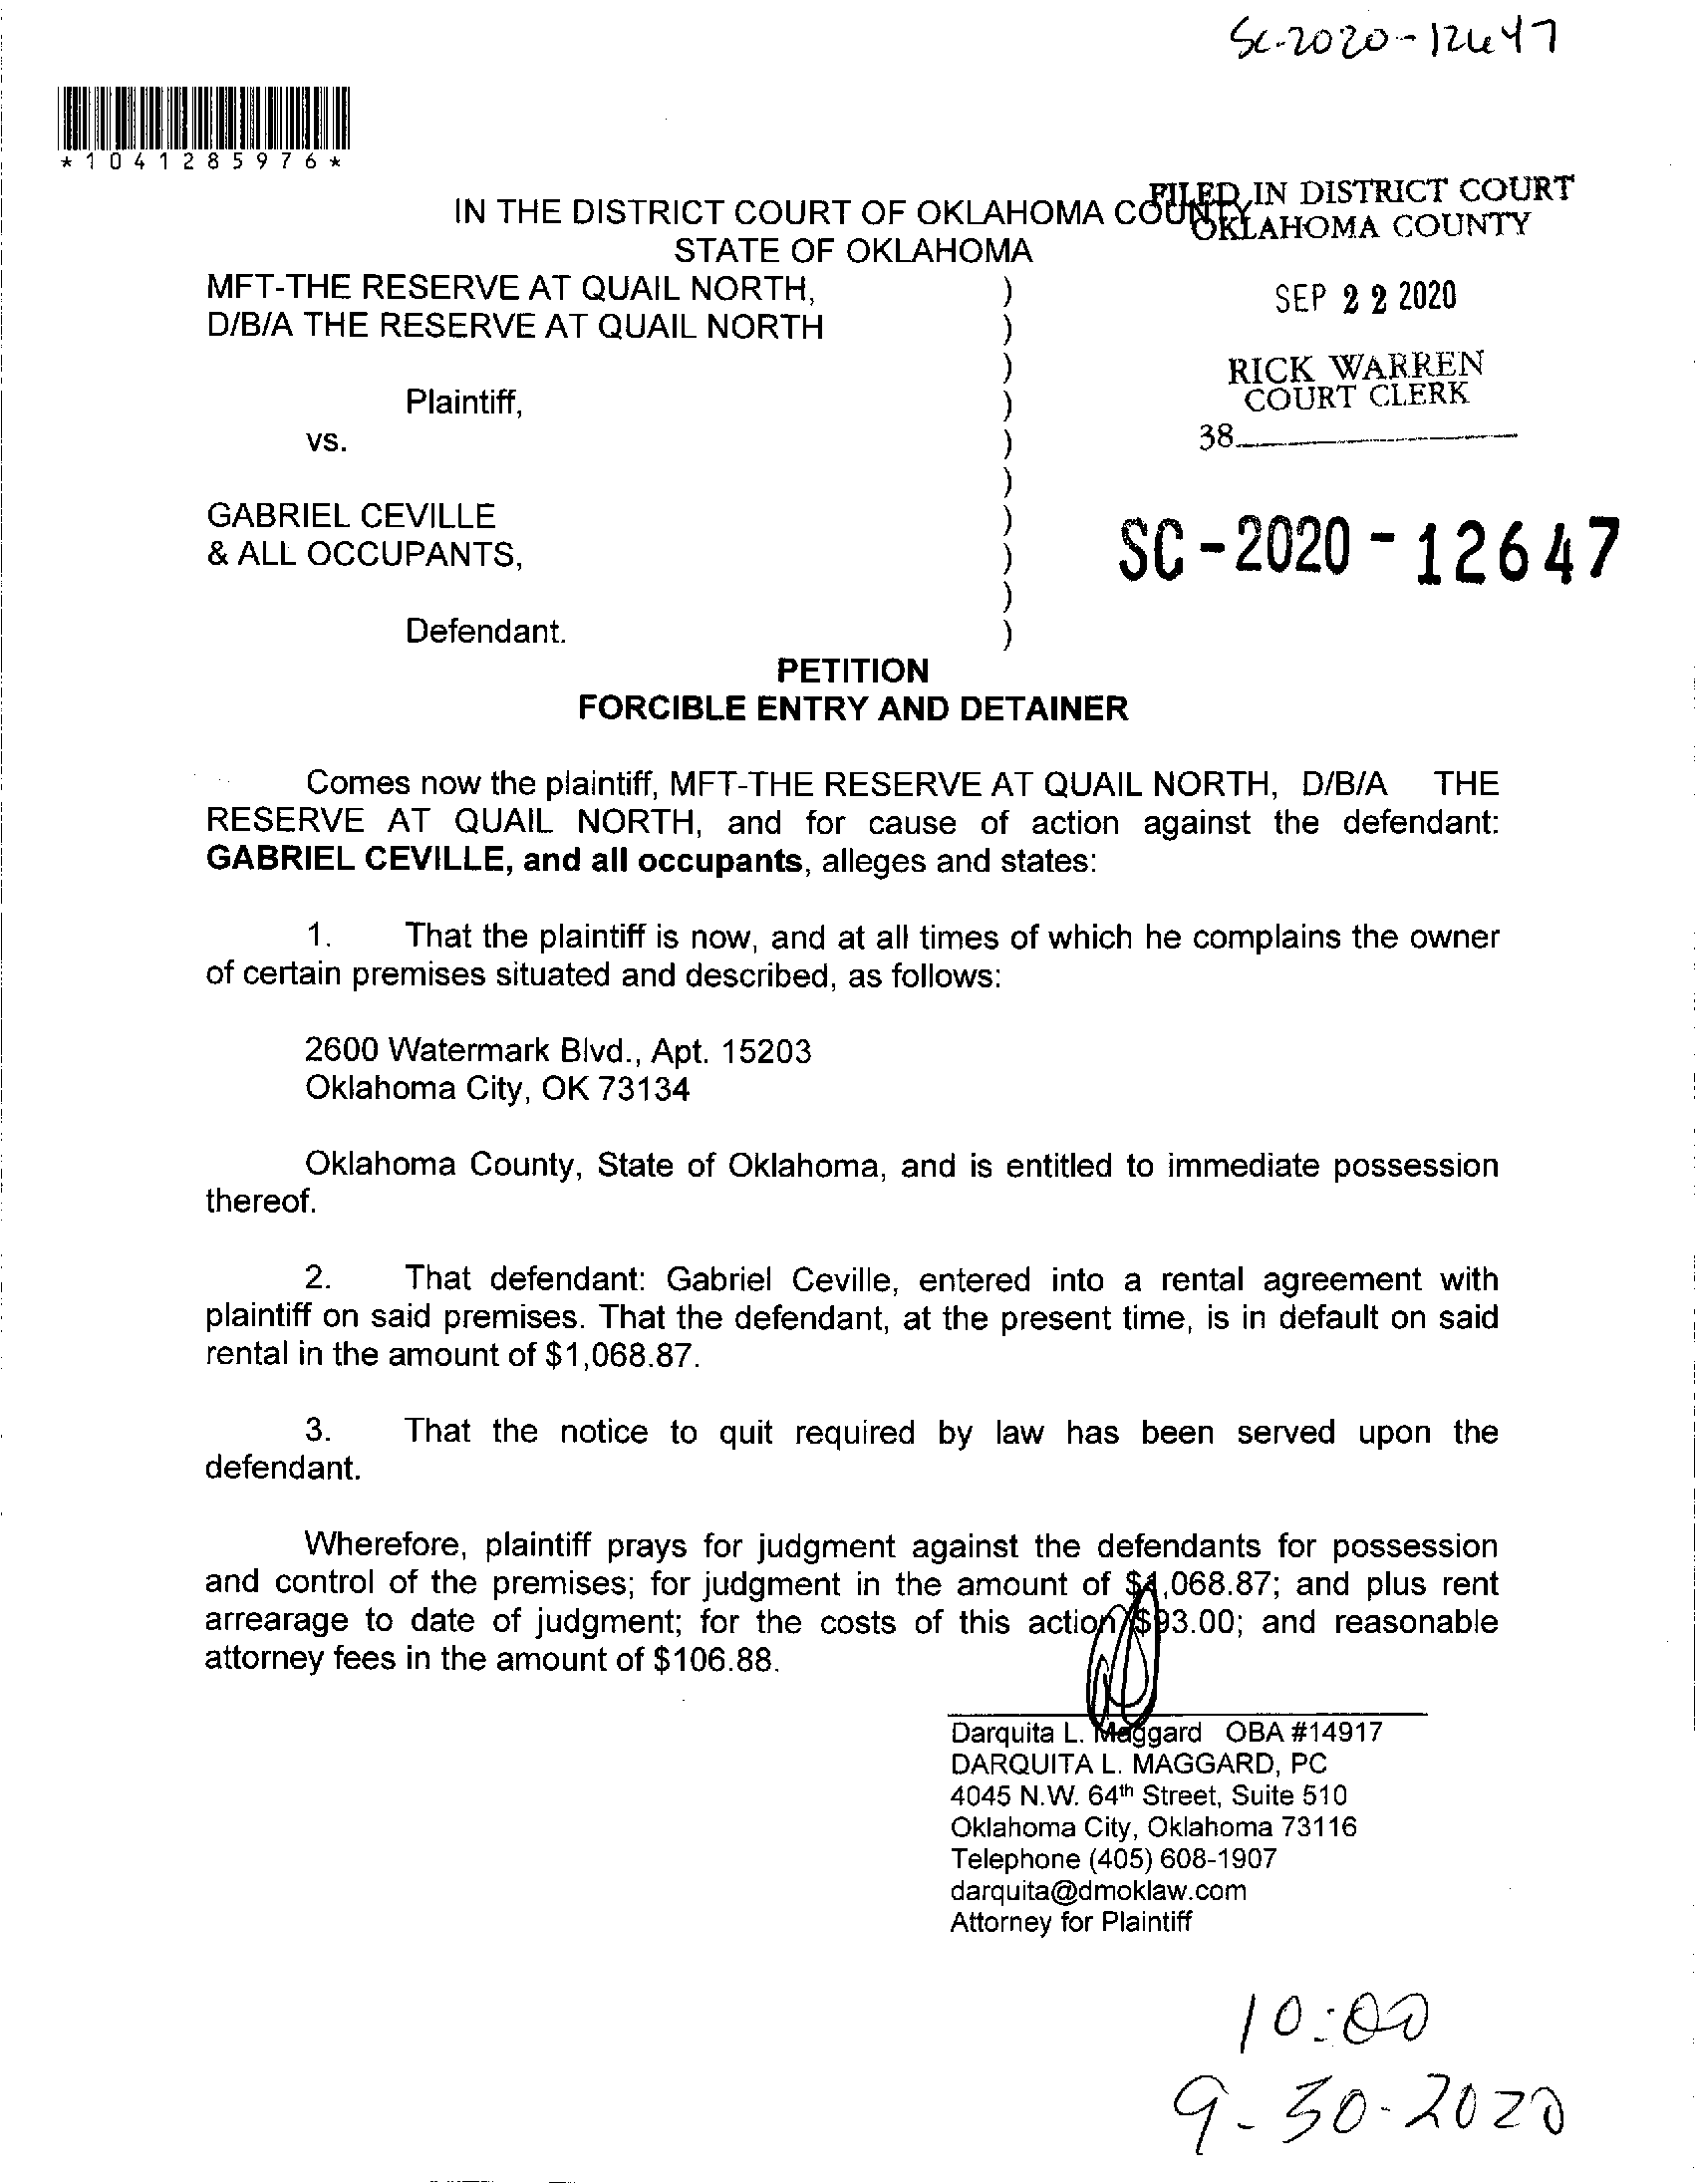 SC-2020-12647
*1041285976*
FILED IN DISTRICT COURT
OKLAHOMA COUNTY
IN THE DISTRICT COURT OF OKLAHOMA COUNTY
STATE OF OKLAHOMA
MFT-THE RESERVE AT QUAIL NORTH, )
D/B/A THE RESERVE AT QUAIL NORTH )
)
Plaintiff, )
vs. )
)
GABRIEL CEVILLE )
& ALL OCCUPANTS, )
)
Defendant. )
SEP 22 2020
RICK WARREN
COURT CLERK
38
SC-2020-12647
PETITION
FORCIBLE ENTRY AND DETAINER
Comes now the plaintiff, MFT-THE RESERVE AT QUAIL NORTH, D/B/A THE
RESERVE AT QUAIL NORTH, and for cause of action against the defendant:
GABRIEL CEVILLE, and all occupants, alleges and states:
1. That the plaintiff is now, and at all times of which he complains the owner
of certain premises situated and described, as follows:
2600 Watermark Blvd., Apt. 15203
Oklahoma City, OK 73134
Oklahoma County, State of Oklahoma, and is entitled to immediate possession
thereof.
2. That defendant: Gabriel Ceville, entered into a rental agreement with
plaintiff on said premises. That the defendant, at the present time, is in default on said
rental in the amount of $1,068.87.
3. That the notice to quit required by law has been served upon the
defendant.
Wherefore, plaintiff prays for judgment against the defendants for possession
and control of the premises; for judgment in the amount of $1,068.87; and plus rent
arrearage to date of judgment; for the costs of this action $93.00; and reasonable
attorney fees in the amount of $106.88.
Darquita L. Maggard OBA #14917
DARQUITA L. MAGGARD, PC
4045 N.W. 64th Street, Suite 510
Oklahoma City, Oklahoma 73116
Telephone (405) 608-1907
darquita@dmoklaw.com
Attorney for Plaintiff
10:00
9-30-2020